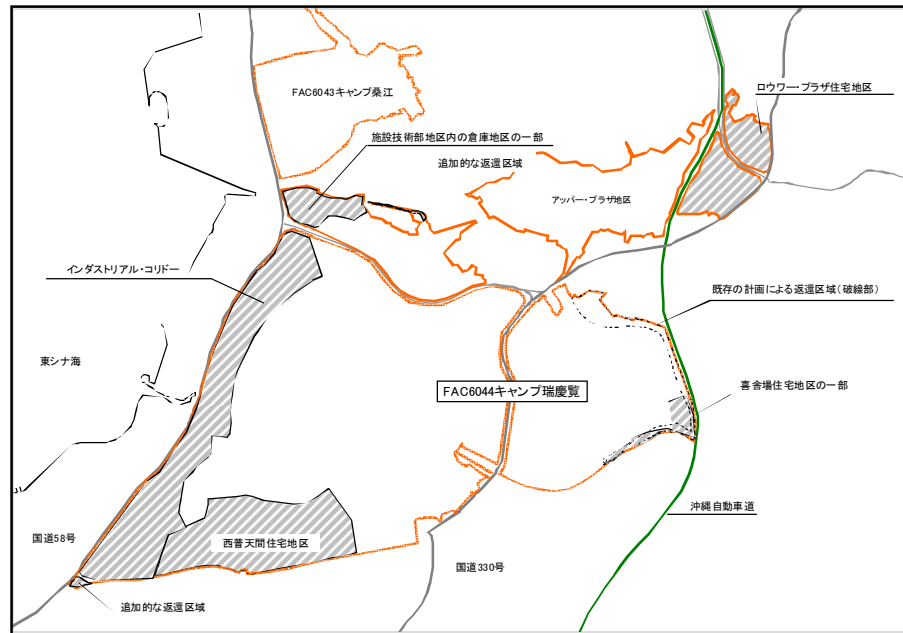 FAC6043キャンプ桑江
ロウワー・プラザ住宅地区
施設技術部地区内の倉庫地区の一部
追加的な返還区域
アッパー・プラザ地区
インダストリアル・コリドー
既存の計画による返還区域（破線部）
東シナ海
FAC6044キャンプ瑞慶覧
喜舎場住宅地区の一部
沖縄自動車道
国道58号
西普天間住宅地区
国道330号
追加的な返還区域